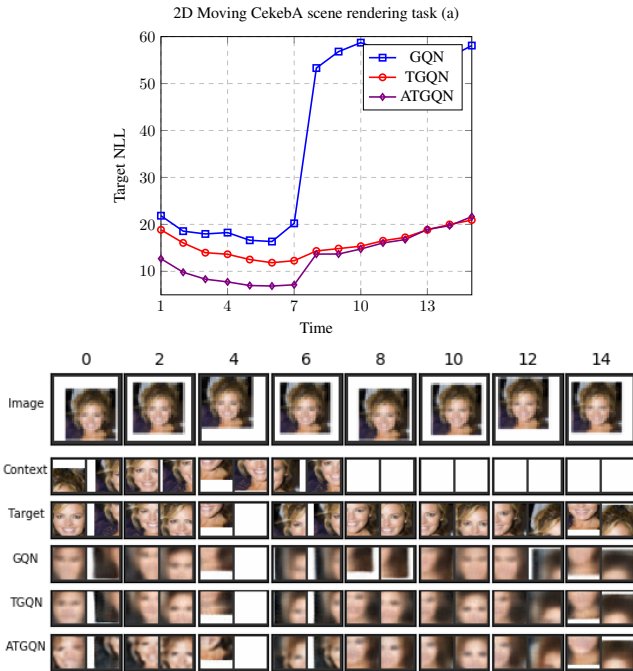 2D Moving CekebA scene rendering task (a)
60
50
40
30
20
10
Target NLL
GQN
TGQN
ATGQN
1 4 7 10 13
Time
0 2 4 6 8 10 12 14
Image
Context
Target
GQN
TGQN
ATGQN